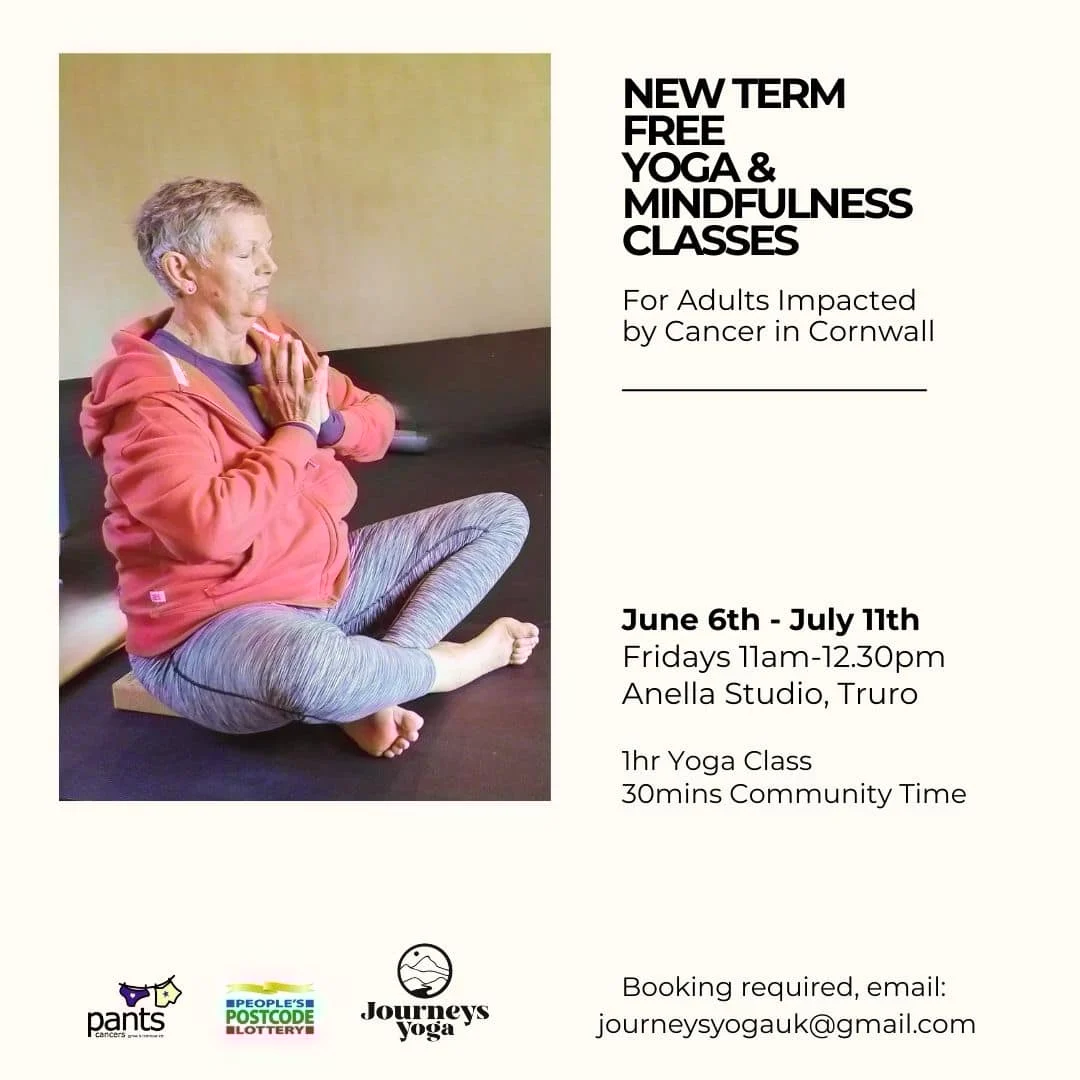 NEW TERM
FREE
YOGA &
MINDFULNESS
CLASSES
For Adults Impacted
by Cancer in Cornwall
June 6th - July 11th
Fridays 11am-12.30pm
Anella Studio, Truro
1hr Yoga Class
30mins Community Time
pants
cancers
PEOPLE'S
POSTCODE
LOTTERY
Journeys
yoga
Booking required, email:
journeysyogauk@gmail.com